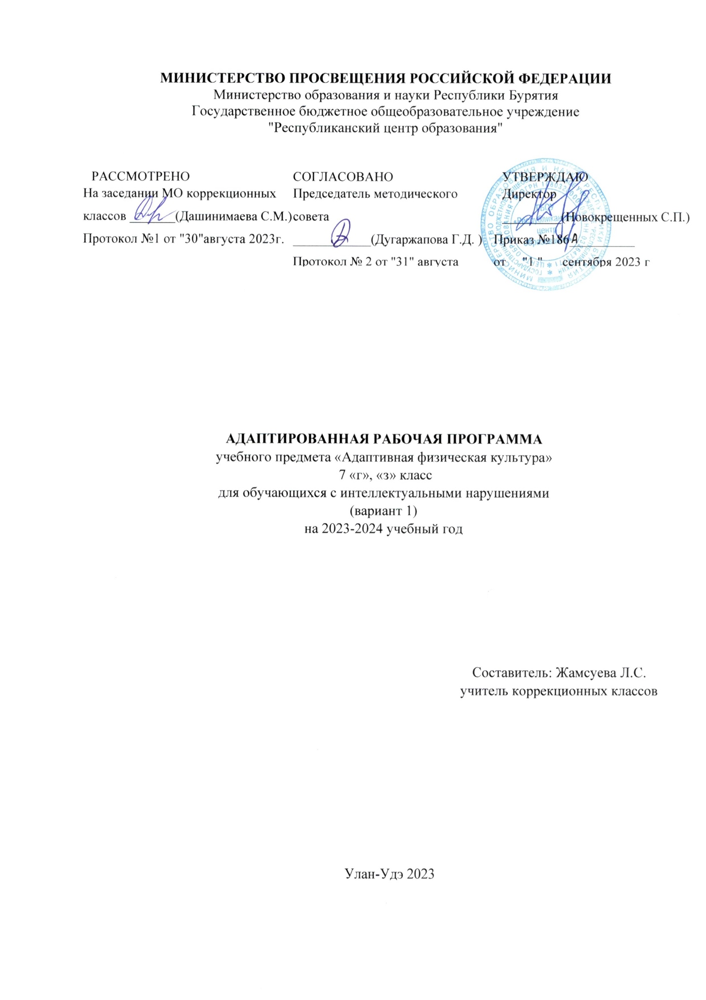 МИНИСТЕРСТВО ПРОСВЕЩЕНИЯ РОССИЙСКОЙ ФЕДЕРАЦИИ
Министерство образования и науки Республики Бурятия
Государственное бюджетное общеобразовательное учреждение
"Республиканский центр образования"
РАССМОТРЕНО
На заседании МО коррекционных
классов _______(Дашинимаева С.М.)
Протокол №1 от "30"августа 2023г.
СОГЛАСОВАНО
Председатель методического
совета
____________(Дугаржапова Г.Д. )
Протокол № 2 от "31" августа
УТВЕРЖДАЮ
Директор
_________(Новокрещенных С.П.)
Приказ №186 А__________
от "1 " сентября 2023 г
АДАПТИРОВАННАЯ РАБОЧАЯ ПРОГРАММА
учебного предмета «Адаптивная физическая культура»
7 «г», «з» класс
для обучающихся с интеллектуальными нарушениями
(вариант 1)
на 2023-2024 учебный год
Составитель: Жамсуева Л.С.
учитель коррекционных классов
Улан-Удэ 2023